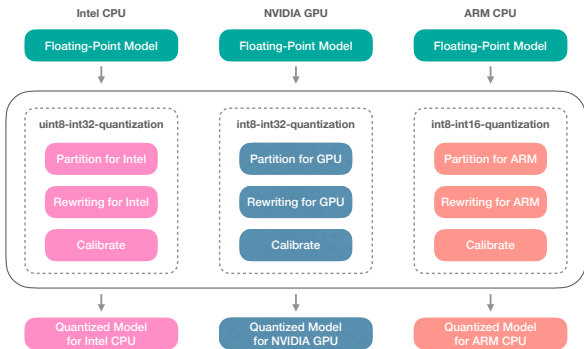 Intel CPU
NVIDIA GPU
ARM CPU
Floating-Point Model
Floating-Point Model
Floating-Point Model
uint8-int32-quantization
int8-int32-quantization
int8-int16-quantization
Partition for Intel
Partition for GPU
Partition for ARM
Rewriting for Intel
Rewriting for GPU
Rewriting for ARM
Calibrate
Calibrate
Calibrate
Quantized Model
for Intel CPU
Quantized Model
for NVIDIA GPU
Quantized Model
for ARM CPU